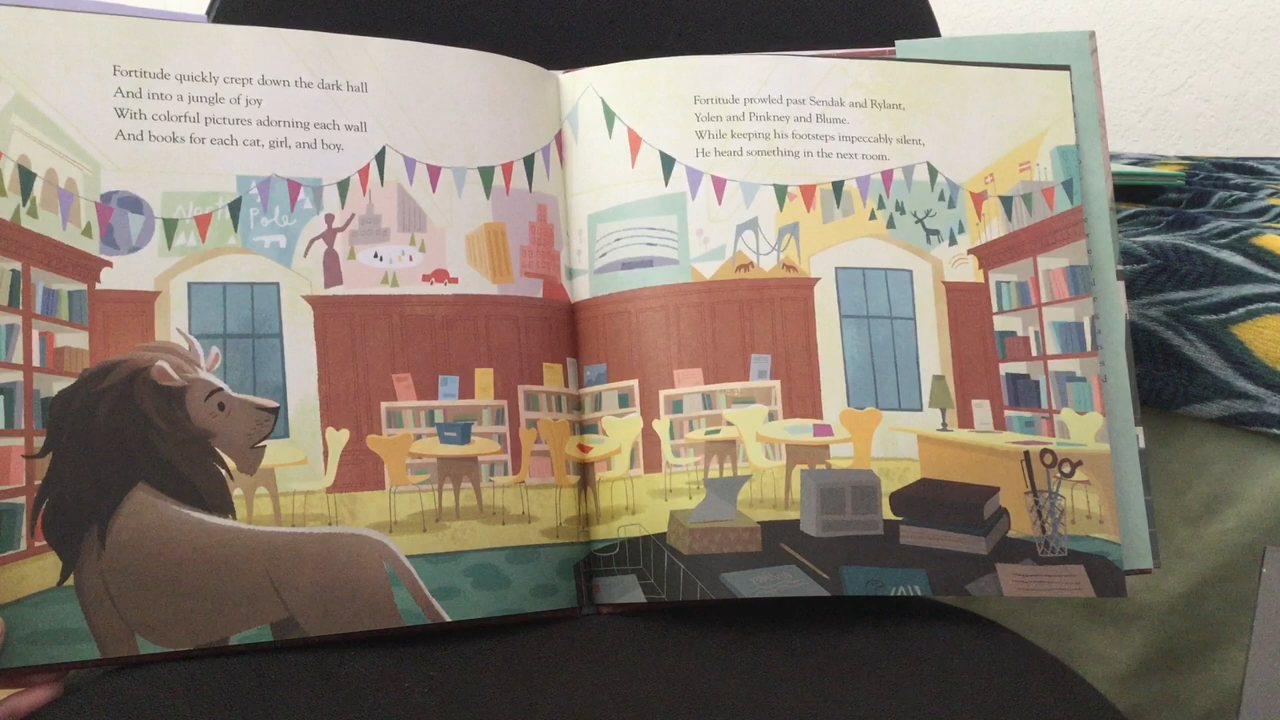 Fortitude quickly crept down the dark hall
And into a jungle of joy
With colorful pictures adorning each wall
And books for each cat, girl, and boy.
North
Pole
Fortitude prowled past Sendak and Rylant,
Yolen and Pinkney and Blume.
While keeping his footsteps impeccably silent,
He heard something in the next room.